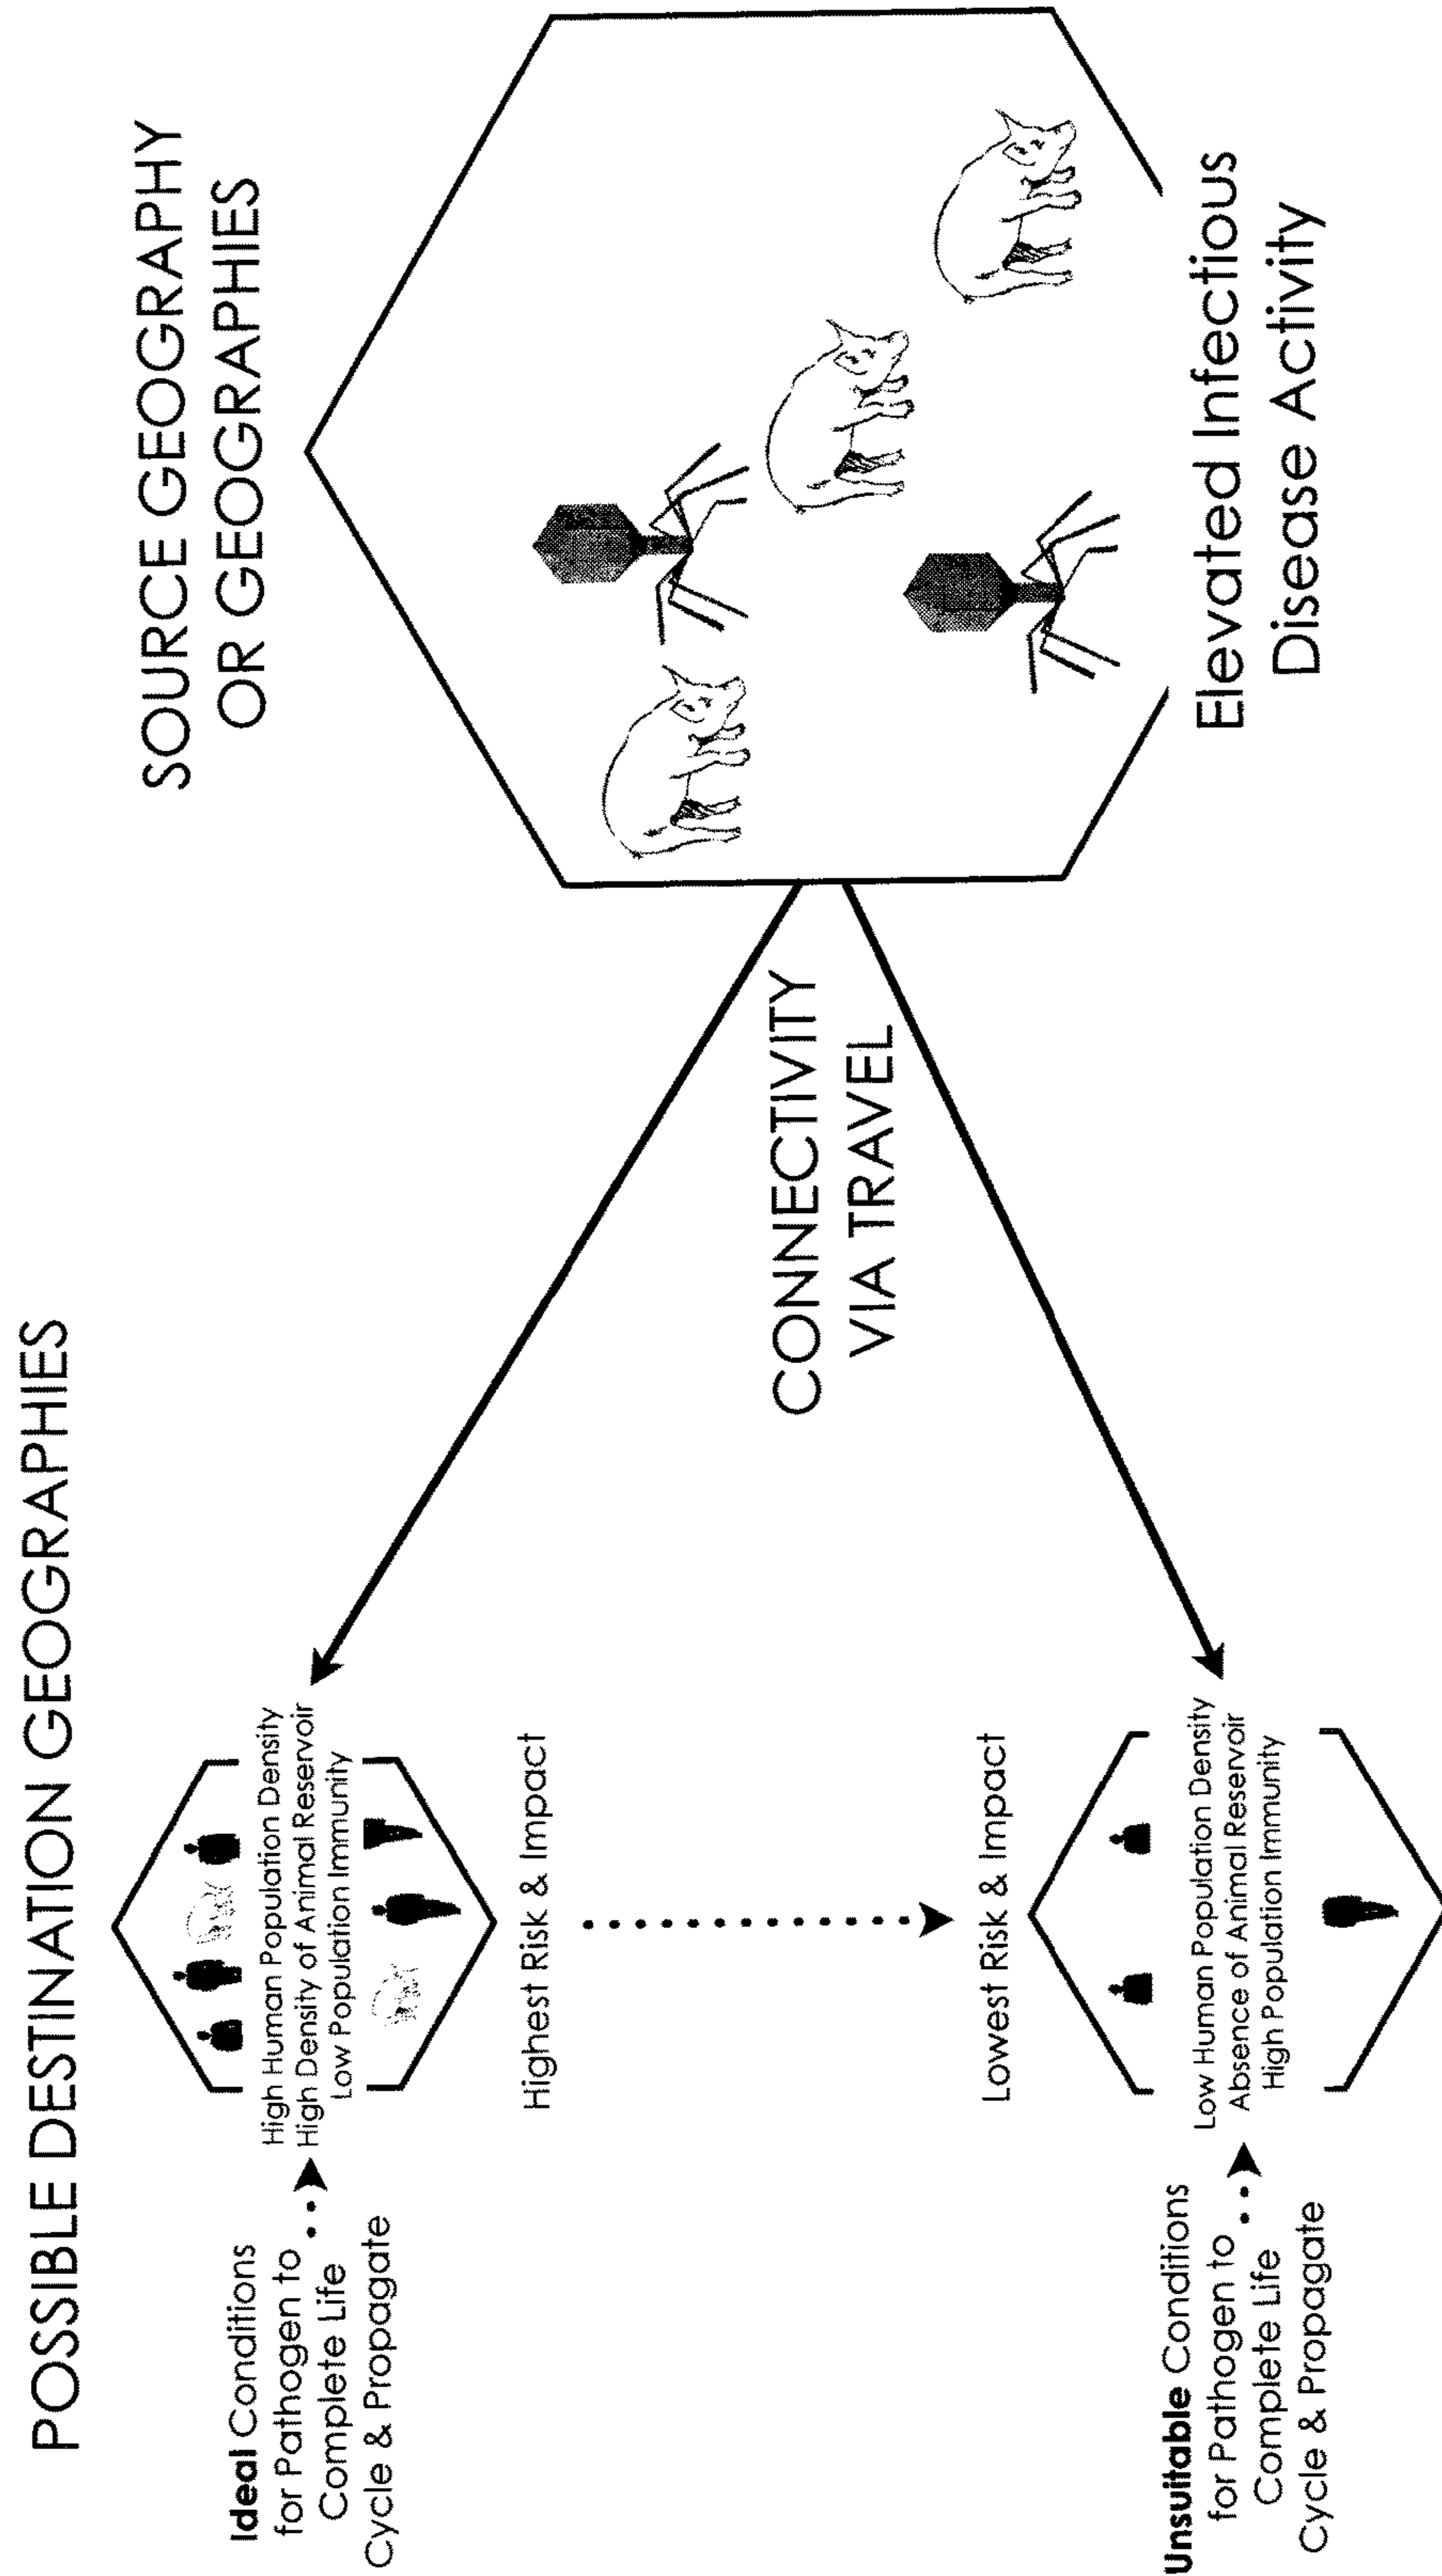 POSSIBLE DESTINATION GEOGRAPHIES
Ideal Conditions
for Pathogen to
Complete Life
Cycle & Propagate
High Human Population Density
High Density of Animal Reservoir
Low Population Immunity
Highest Risk & Impact
Lowest Risk & Impact
Unsuitable Conditions
for Pathogen to
Complete Life
Cycle & Propagate
Low Human Population Density
Absence of Animal Reservoir
High Population Immunity
CONNECTIVITY
VIA TRAVEL
SOURCE GEOGRAPHY
OR GEOGRAPHIES
Elevated Infectious
Disease Activity